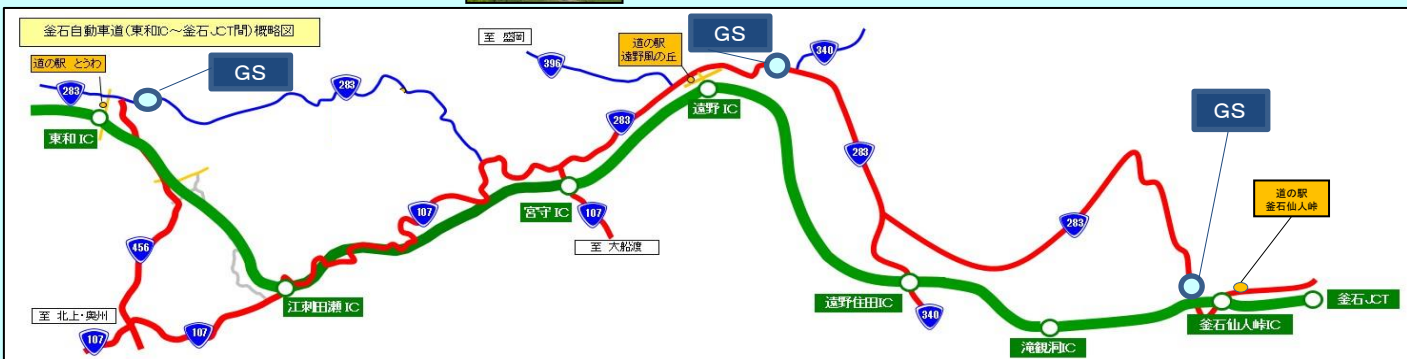 釜石自動車道(東和IC～釜石JCT間)概略図
道の駅 とうわ
GS
283
東和 IC
283
456
至 北上・奥州
107
107
江刺田瀬 IC
107
宮守 IC
107
至 大船渡
至 盛岡
396
道の駅
遠野風の丘
GS
340
遠野 IC
283
283
遠野住田IC
340
283
滝観洞IC
GS
道の駅
釜石仙人峠
釜石仙人峠IC
釜石JCT